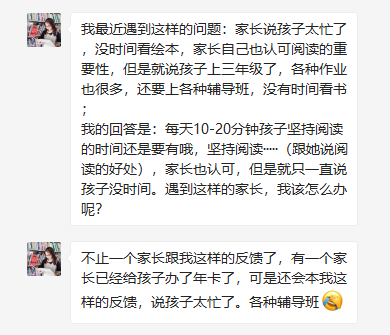 我最近遇到这样的问题：家长说孩子太忙了
，没时间看绘本，家长自己也认可阅读的重
要性，但是就说孩子上三年级了，各种作业
也很多，还要上各种辅导班，没有时间看书
；
我的回答是：每天10-20分钟孩子坚持阅读
的时间还是要有哦，坚持阅读·····（跟她说阅
读的好处），家长也认可，但是就只一直说
孩子没时间。遇到这样的家长，我该怎么办
呢？
不止一个家长跟我这样的反馈了，有一个家
长已经给孩子办了年卡了，可是还会本我这
样的反馈，说孩子太忙了。各种辅导班